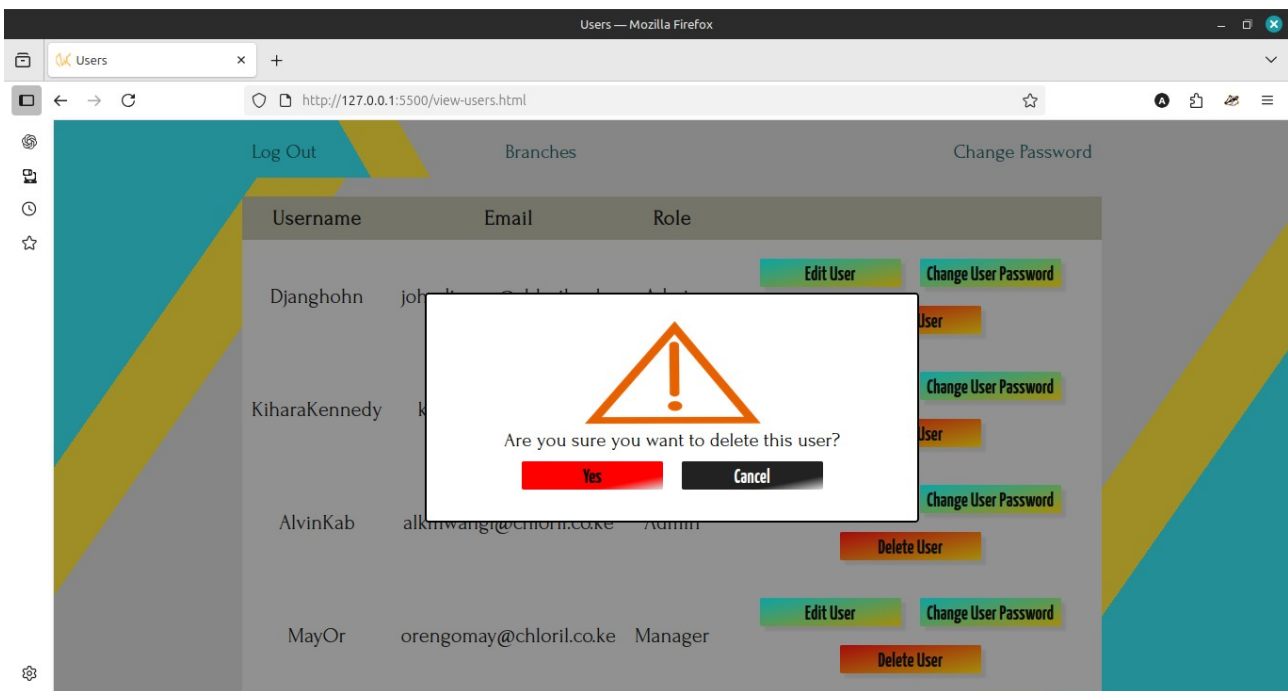 Users — Mozilla Firefox
Users
http://127.0.0.1:5500/view-users.html
Log Out Branches Change Password
Username Email Role
Edit User Change User Password
Djanghohn
User
Change User Password
KiharaKennedy
User
Are you sure you want to delete this user?
Yes Cancel
Change User Password
AlvinKab Admin
Delete User
Edit User Change User Password
MayOr orengomay@chloril.co.ke Manager
Delete User